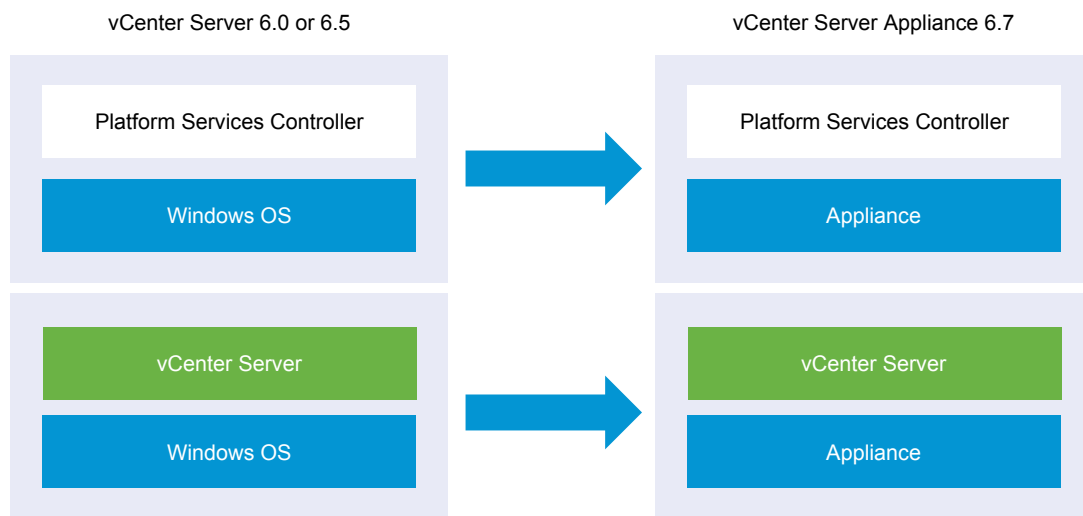 vCenter Server 6.0 or 6.5
vCenter Server Appliance 6.7
Platform Services Controller
Platform Services Controller
Windows OS
Appliance
vCenter Server
vCenter Server
Windows OS
Appliance